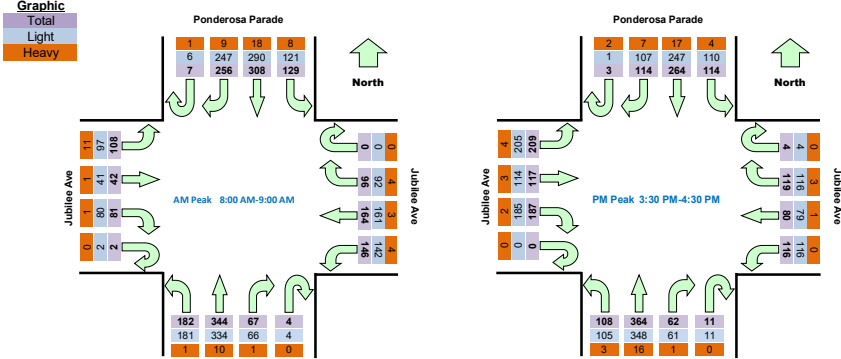 Graphic
Total
Light
Heavy
Ponderosa Parade
1 9 18 8
6 247 290 121
7 256 308 129
North
Jubilee Ave
11 97 108
1 41 42
1 80 81
0 2 2
AM Peak 8:00 AM-9:00 AM
0 0 0
96 92 4
164 161 3
146 142 4
Jubilee Ave
182 344 67 4
181 334 66 4
1 10 1 0
Ponderosa Parade
2 7 17 4
1 107 247 110
3 114 264 114
North
Jubilee Ave
4 205 209
3 114 117
2 185 187
0 0 0
PM Peak 3:30 PM-4:30 PM
4 4 0
119 116 3
80 79 1
116 116 0
Jubilee Ave
108 364 62 11
105 348 61 11
3 16 1 0